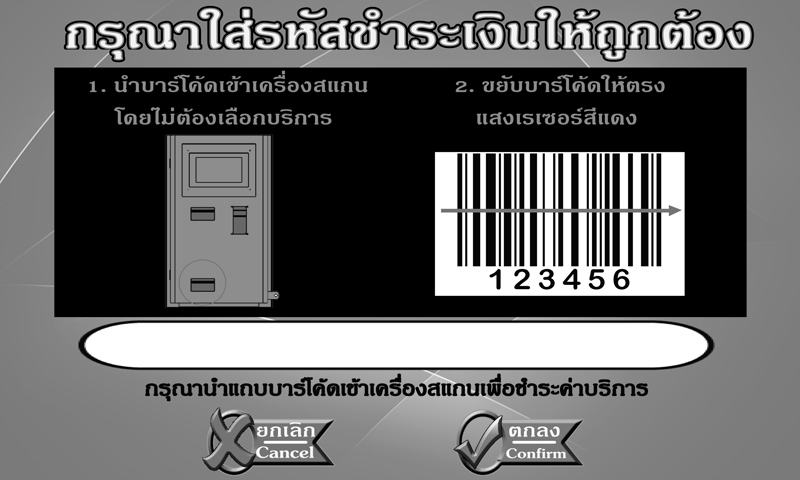 กรุณาใส่รหัสชำระเงินให้ถูกต้อง
1. นำบาร์โค้ดเข้าเครื่องสแกน
โดยไม่ต้องเลือกบริการ
2. ขยับบาร์โค้ดให้ตรง
แสงเรเซอร์สีแดง
123456
กรุณานำแถบบาร์โค้ดเข้าเครื่องสแกนเพื่อชำระค่าบริการ
ยกเลิก
Cancel
ตกลง
Confirm